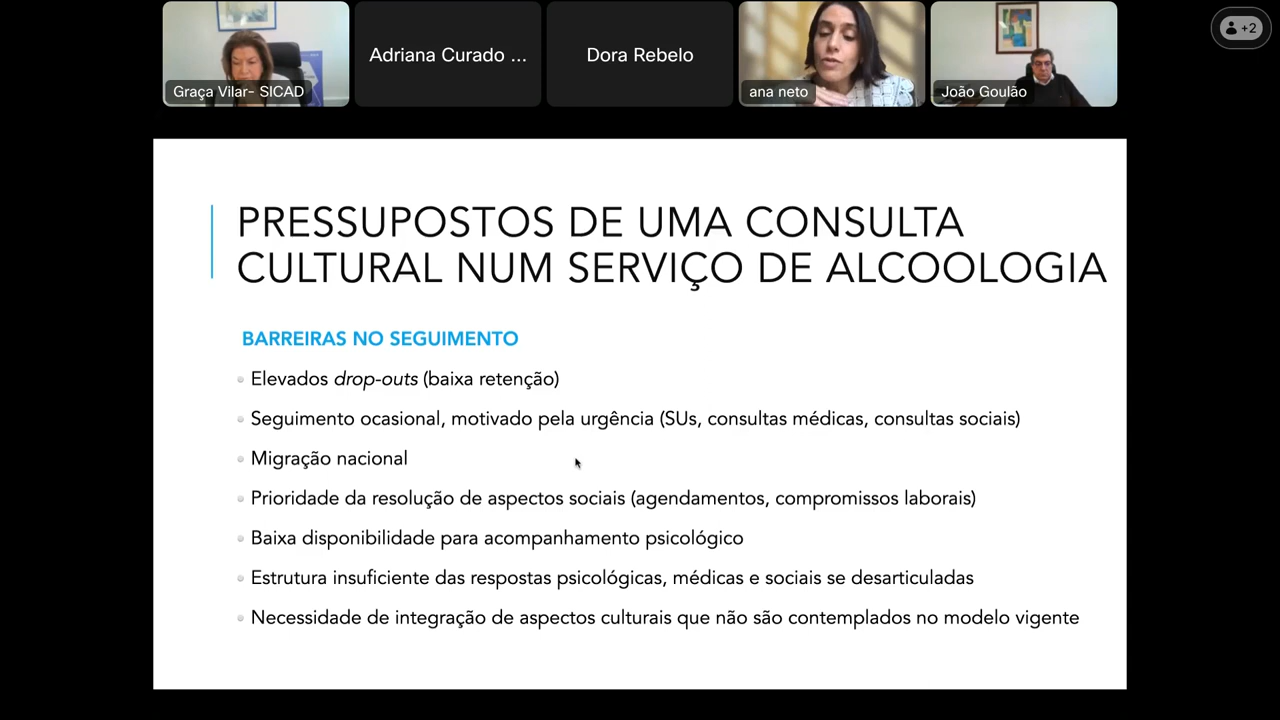 Graça Vilar- SICAD
Adriana Curado ...
Dora Rebelo
ana neto
João Goulão
+2
PRESSUPOSTOS DE UMA CONSULTA
CULTURAL NUM SERVIÇO DE ALCOOLOGIA
BARREIRAS NO SEGUIMENTO
Elevados drop-outs (baixa retenção)
Seguimento ocasional, motivado pela urgência (SUs, consultas médicas, consultas sociais)
Migração nacional
Prioridade da resolução de aspectos sociais (agendamentos, compromissos laborais)
Baixa disponibilidade para acompanhamento psicológico
Estrutura insuficiente das respostas psicológicas, médicas e sociais se desarticuladas
Necessidade de integração de aspectos culturais que não são contemplados no modelo vigente